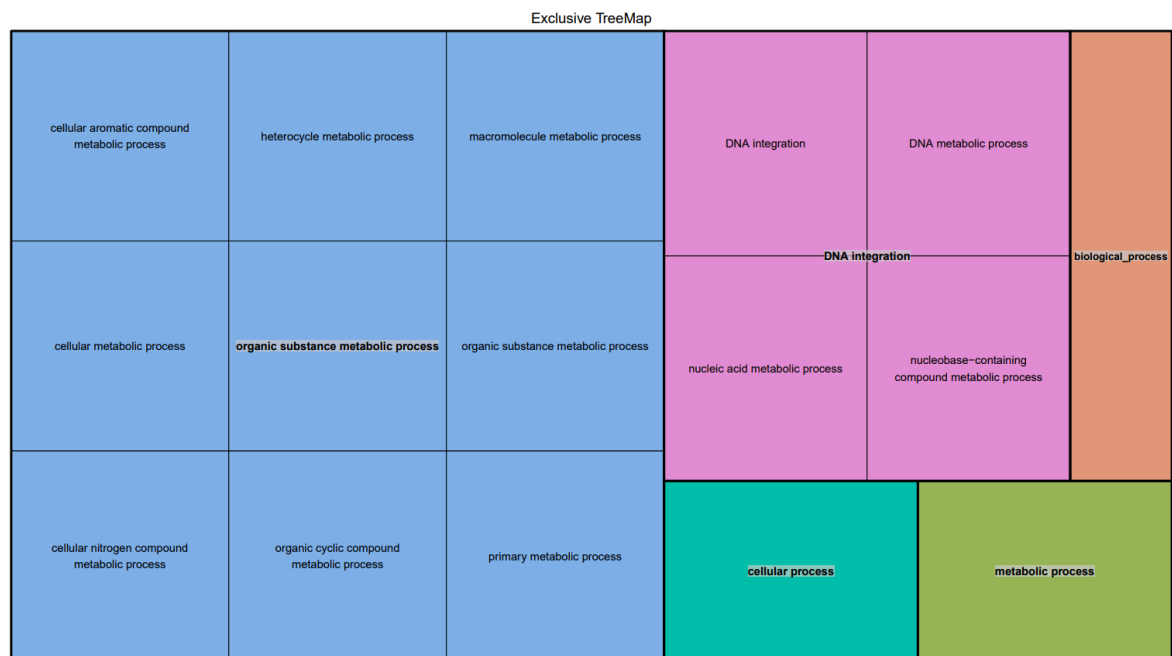 Exclusive TreeMap
cellular aromatic compound
metabolic process
heterocycle metabolic process
macromolecule metabolic process
DNA integration
DNA metabolic process
DNA integration
biological_process
cellular metabolic process
organic substance metabolic process
organic substance metabolic process
nucleic acid metabolic process
nucleobase−containing
compound metabolic process
cellular nitrogen compound
metabolic process
organic cyclic compound
metabolic process
primary metabolic process
cellular process
metabolic process